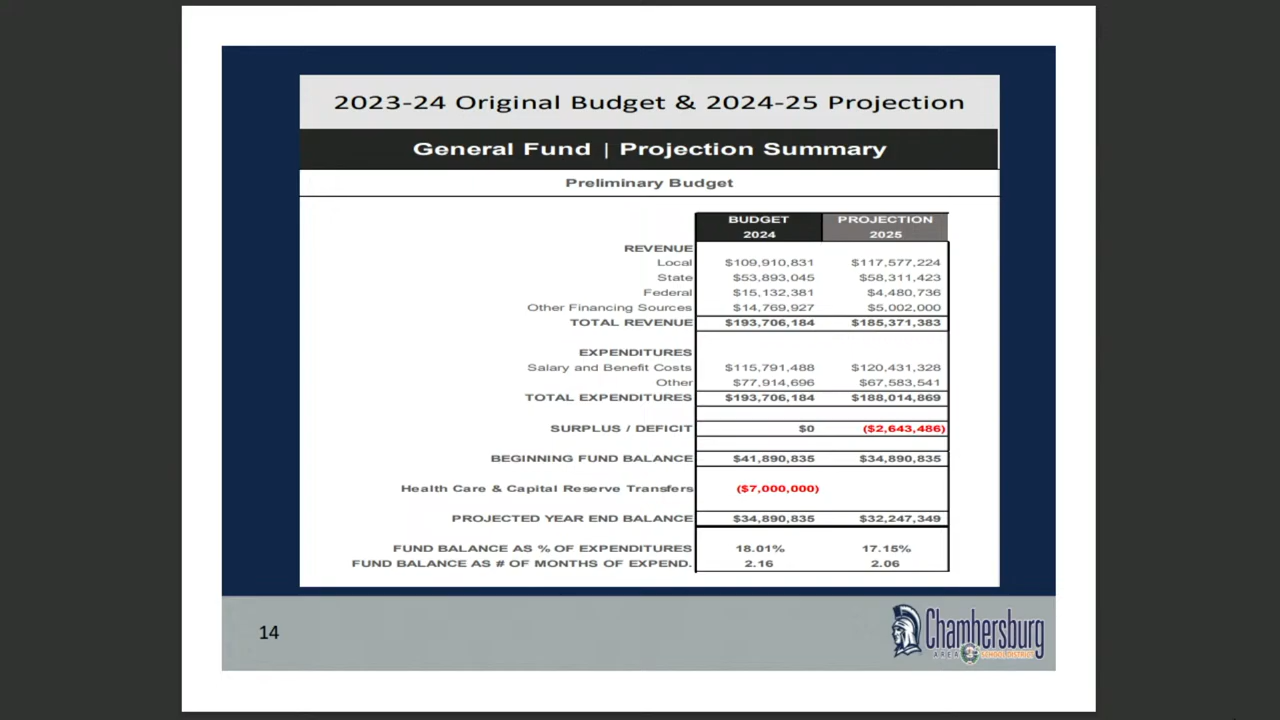 2023-24 Original Budget & 2024-25 Projection
General Fund | Projection Summary
Preliminary Budget
BUDGET PROJECTION
2024 2025
REVENUE
Local $109,910,831 $117,577,224
State $53,893,045 $58,311,423
Federal $15,132,381 $4,480,736
Other Financing Sources $14,769,927 $5,002,000
TOTAL REVENUE $193,706,184 $185,371,383
EXPENDITURES
Salary and Benefit Costs $115,791,488 $120,431,328
Other $77,914,696 $67,583,541
TOTAL EXPENDITURES $193,706,184 $188,014,869
SURPLUS / DEFICIT $0 ($2,643,486)
BEGINNING FUND BALANCE $41,890,835 $34,890,835
Health Care & Capital Reserve Transfers ($7,000,000)
PROJECTED YEAR END BALANCE $34,890,835 $32,247,349
FUND BALANCE AS % OF EXPENDITURES 18.01% 17.15%
FUND BALANCE AS # OF MONTHS OF EXPEND. 2.16 2.06
14
Chambersburg
AREA SCHOOL DISTRICT